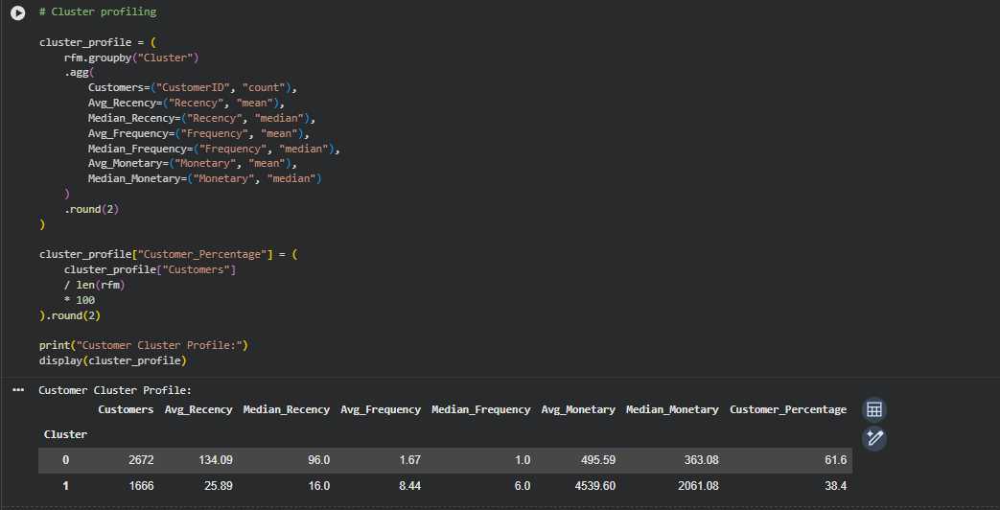 # Cluster profiling
cluster_profile = (
rfm.groupby("Cluster")
.agg(
Customers=("CustomerID", "count"),
Avg_Recency=("Recency", "mean"),
Median_Recency=("Recency", "median"),
Avg_Frequency=("Frequency", "mean"),
Median_Frequency=("Frequency", "median"),
Avg_Monetary=("Monetary", "mean"),
Median_Monetary=("Monetary", "median")
)
.round(2)
)
cluster_profile["Customer_Percentage"] = (
cluster_profile["Customers"]
/ len(rfm)
* 100
).round(2)
print("Customer Cluster Profile:")
display(cluster_profile)
Customer Cluster Profile:
Customers Avg_Recency Median_Recency Avg_Frequency Median_Frequency Avg_Monetary Median_Monetary Customer_Percentage
Cluster
0 2672 134.09 96.0 1.67 1.0 495.59 363.08 61.6
1 1666 25.89 16.0 8.44 6.0 4539.60 2061.08 38.4